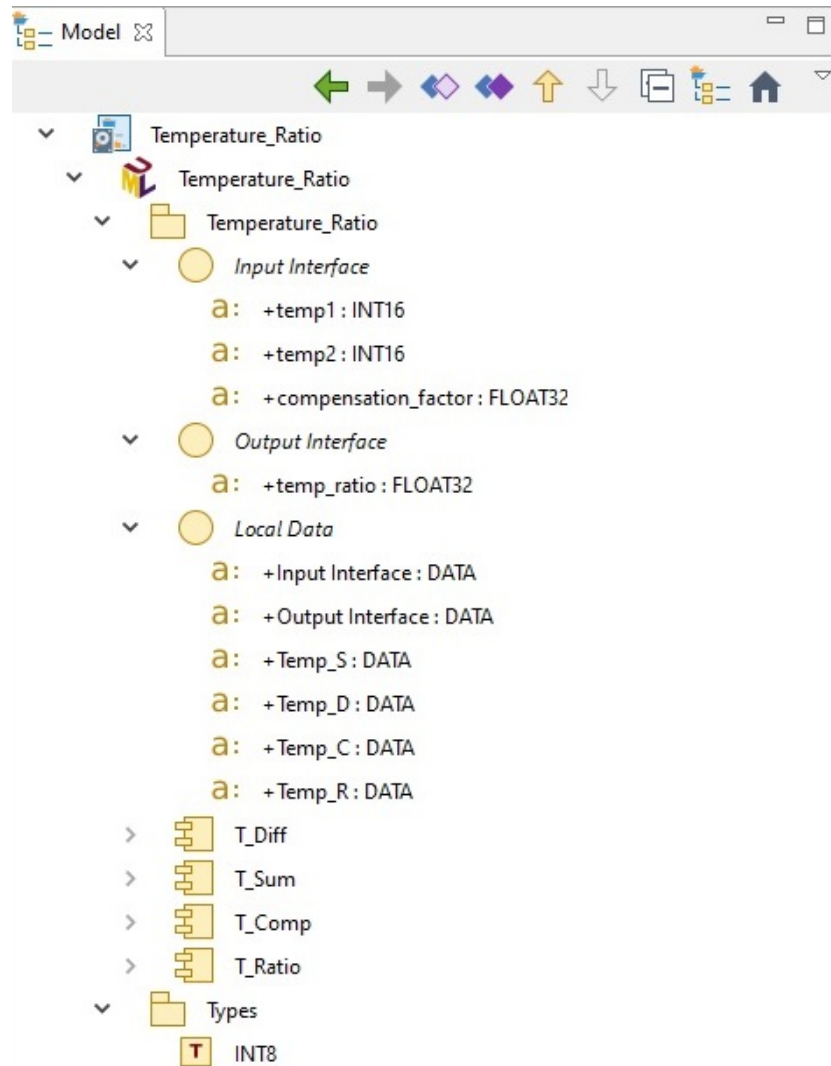 Model
Temperature_Ratio
Temperature_Ratio
Temperature_Ratio
Input Interface
a: +temp1 : INT16
a: +temp2 : INT16
a: +compensation_factor : FLOAT32
Output Interface
a: +temp_ratio : FLOAT32
Local Data
a: +Input Interface : DATA
a: +Output Interface : DATA
a: +Temp_S : DATA
a: +Temp_D : DATA
a: +Temp_C : DATA
a: +Temp_R : DATA
T_Diff
T_Sum
T_Comp
T_Ratio
Types
T INT8